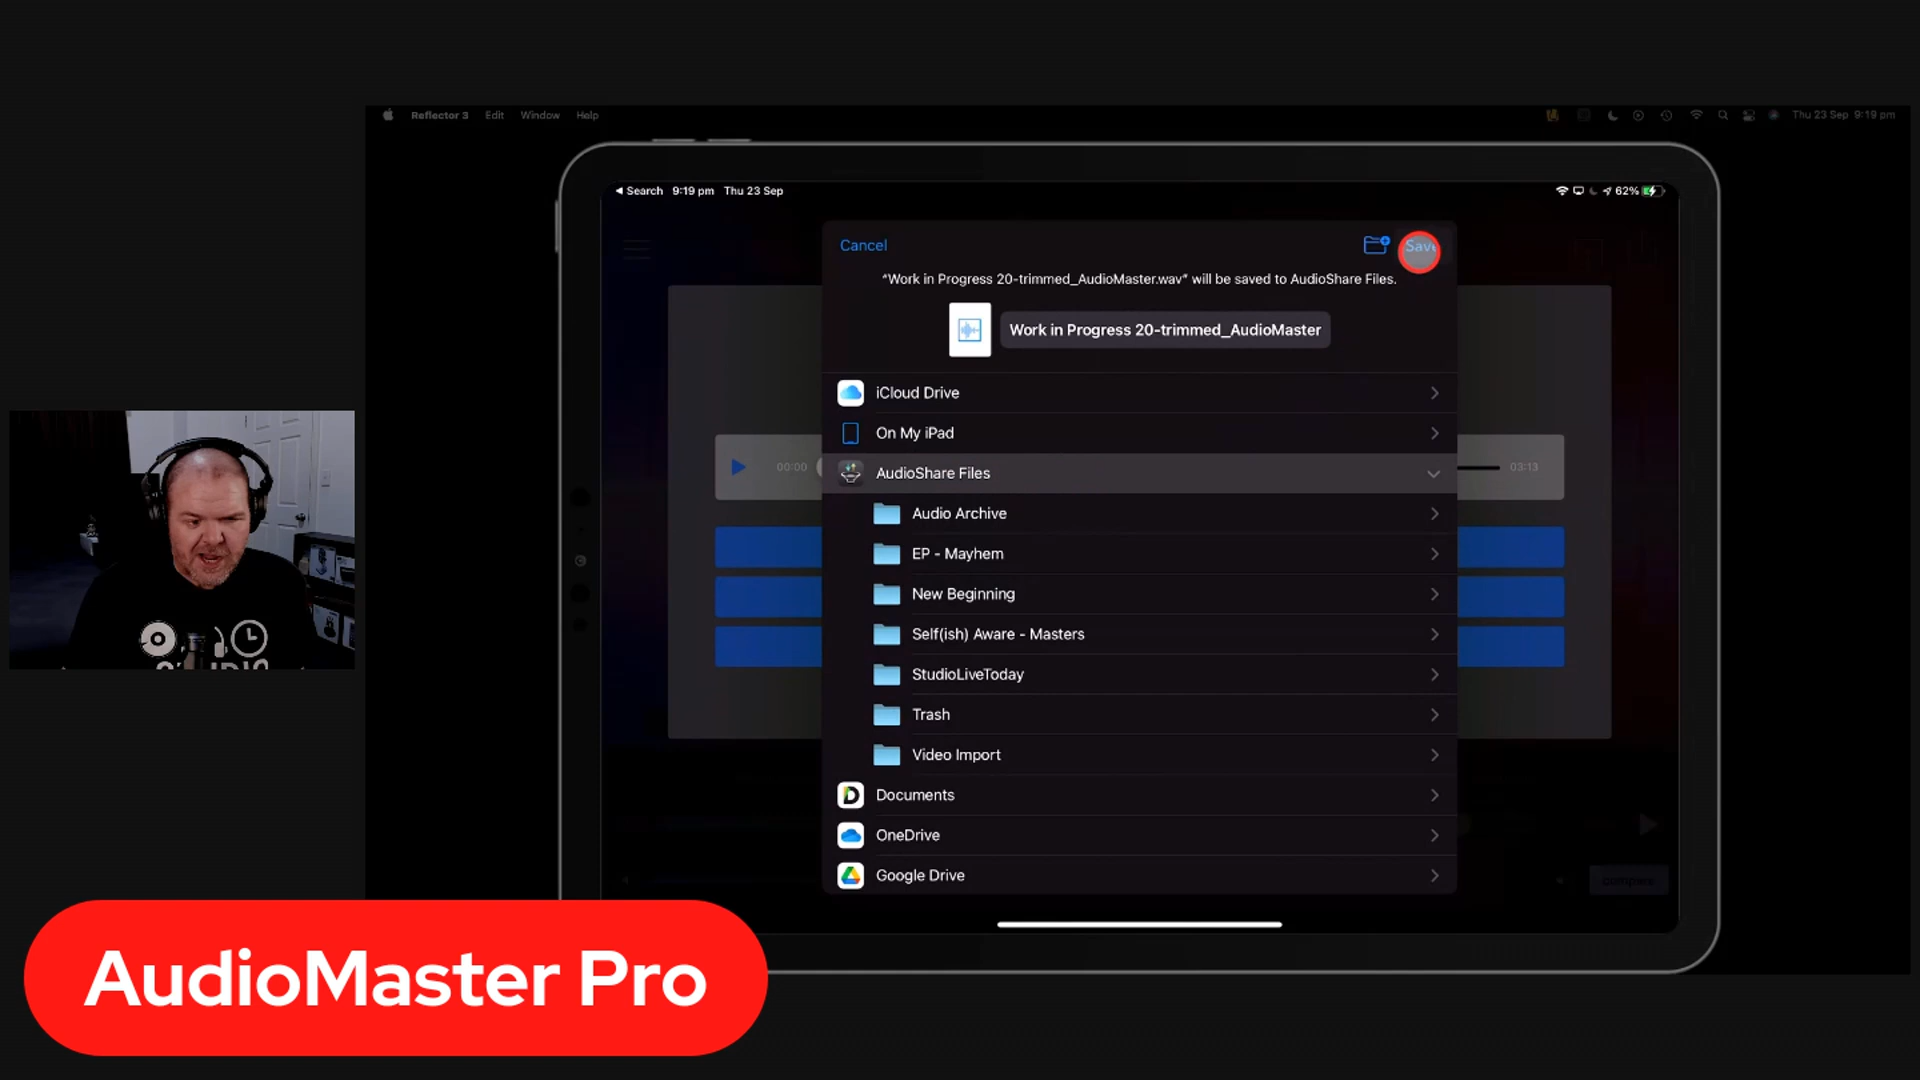 Reflector 3 Edit Window Help
Thu 23 Sep 9:19 pm
Search 9:19 pm Thu 23 Sep
62%
Cancel
Save
"Work in Progress 20-trimmed_AudioMaster.wav" will be saved to AudioShare Files.
Work in Progress 20-trimmed_AudioMaster
iCloud Drive
On My iPad
00:00
AudioShare Files
03:13
Audio Archive
EP - Mayhem
New Beginning
Self(ish) Aware - Masters
StudioLiveToday
Trash
Video Import
Documents
OneDrive
Google Drive
compare
AudioMaster Pro